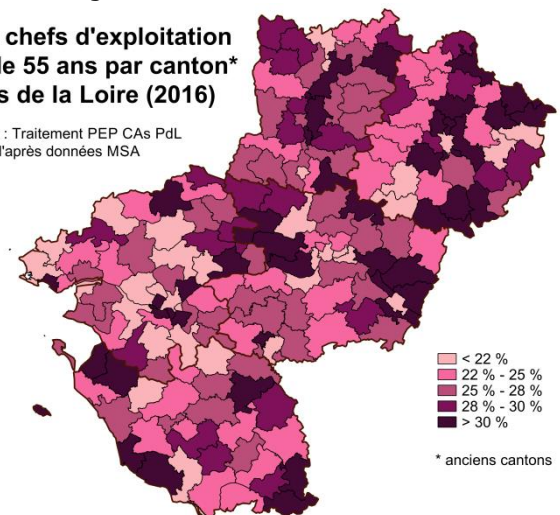 chefs d'exploitation
de 55 ans par canton*
s de la Loire (2016)
: Traitement PEP CAs PdL
d'après données MSA
< 22 %
22 % - 25 %
25 % - 28 %
28 % - 30 %
> 30 %
* anciens cantons